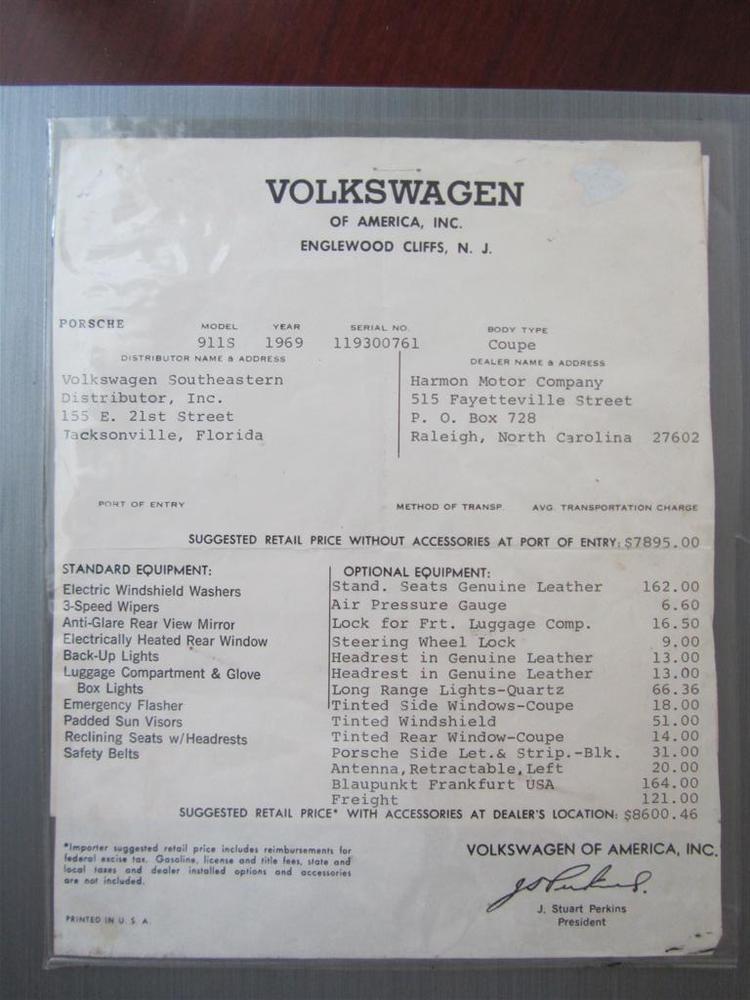 VOLKSWAGEN
OF AMERICA, INC.
ENGLEWOOD CLIFFS, N. J.
PORSCHE
MODEL YEAR SERIAL NO. BODY TYPE
911S 1969 119300761 Coupe
DISTRIBUTOR NAME & ADDRESS
Volkswagen Southeastern
Distributor, Inc.
155 E. 21st Street
Jacksonville, Florida
DEALER NAME & ADDRESS
Harmon Motor Company
515 Fayetteville Street
P. O. Box 728
Raleigh, North Carolina 27602
PORT OF ENTRY METHOD OF TRANSP. AVG. TRANSPORTATION CHARGE
SUGGESTED RETAIL PRICE WITHOUT ACCESSORIES AT PORT OF ENTRY: $7895.00
STANDARD EQUIPMENT:
Electric Windshield Washers
3-Speed Wipers
Anti-Glare Rear View Mirror
Electrically Heated Rear Window
Back-Up Lights
Luggage Compartment & Glove
Box Lights
Emergency Flasher
Padded Sun Visors
Reclining Seats w/Headrests
Safety Belts
OPTIONAL EQUIPMENT:
Stand. Seats Genuine Leather 162.00
Air Pressure Gauge 6.60
Lock for Frt. Luggage Comp. 16.50
Steering Wheel Lock 9.00
Headrest in Genuine Leather 13.00
Headrest in Genuine Leather 13.00
Long Range Lights-Quartz 66.36
Tinted Side Windows-Coupe 18.00
Tinted Windshield 51.00
Tinted Rear Window-Coupe 14.00
Porsche Side Let.& Strip.-Blk. 31.00
Antenna,Retractable,Left 20.00
Blaupunkt Frankfurt USA 164.00
Freight 121.00
SUGGESTED RETAIL PRICE* WITH ACCESSORIES AT DEALER'S LOCATION: $8600.46
*Importer suggested retail price includes reimbursements for
federal excise tax. Gasoline, license and title fees, state and
local taxes and dealer installed options and accessories
are not included.
PRINTED IN U. S. A.
VOLKSWAGEN OF AMERICA, INC.
J. Stuart Perkins
President